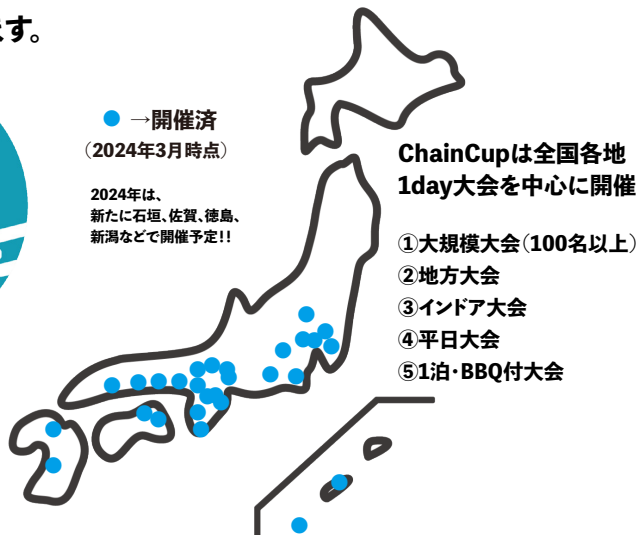 す。
●→開催済
（2024年3月時点）
2024年は、
新たに石垣、佐賀、徳島、
新潟などで開催予定!!
ChainCupは全国各地
1day大会を中心に開催
①大規模大会（100名以上）
②地方大会
③インドア大会
④平日大会
⑤1泊・BBQ付大会